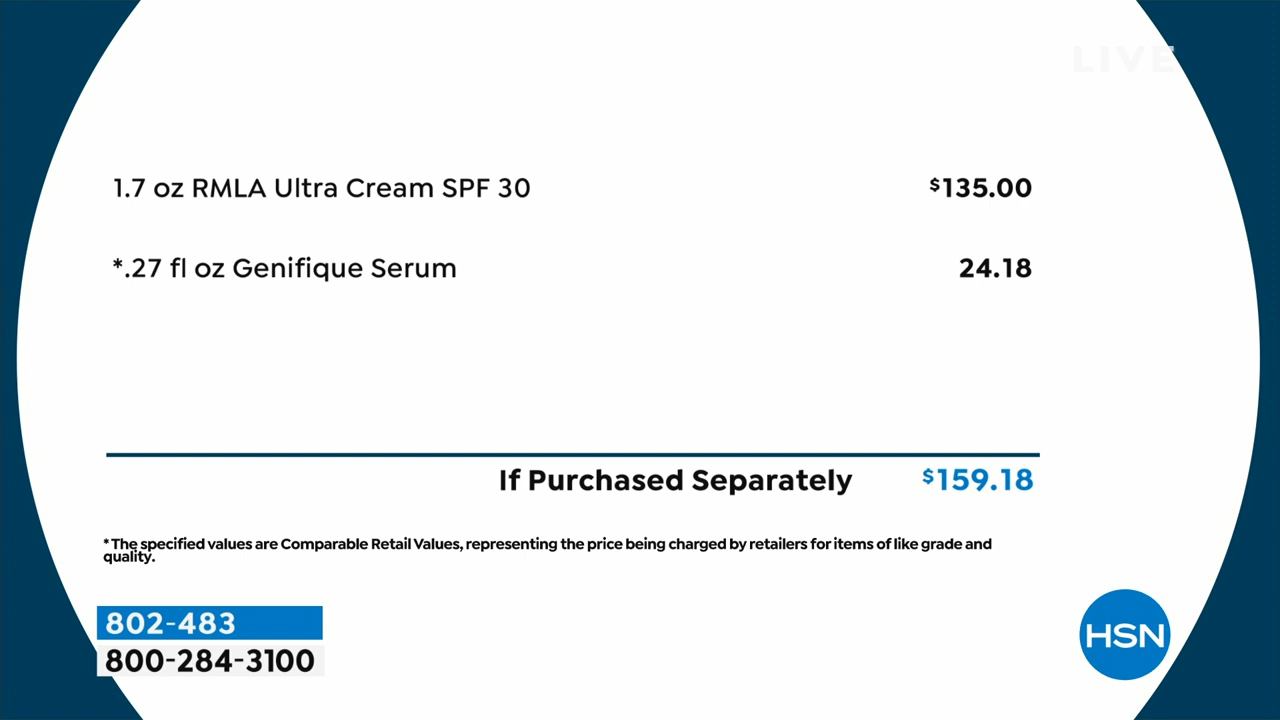 LIVE
1.7 oz RMLA Ultra Cream SPF 30 $135.00
*.27 fl oz Genifique Serum 24.18
If Purchased Separately $159.18
*The specified values are Comparable Retail Values, representing the price being charged by retailers for items of like grade and
quality.
802-483
800-284-3100
HSN